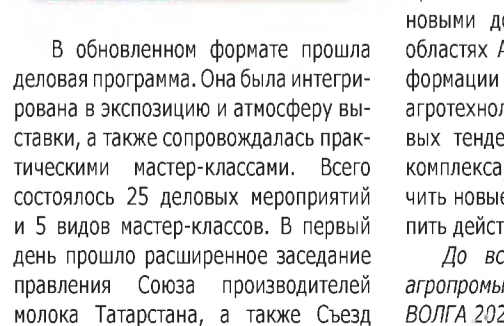 В обновленном формате прошла
деловая программа. Она была интегри-
рована в экспозицию и атмосферу вы-
ставки, а также сопровождалась прак-
тическими мастер-классами. Всего
состоялось 25 деловых мероприятий
и 5 видов мастер-классов. В первый
день прошло расширенное заседание
правления Союза производителей
молока Татарстана, а также Съезд
новыми
областях
формации
агротехнол
вых тенде
комплекса
чить новые
пить дейст
До вс
агропромы
ВОЛГА 202